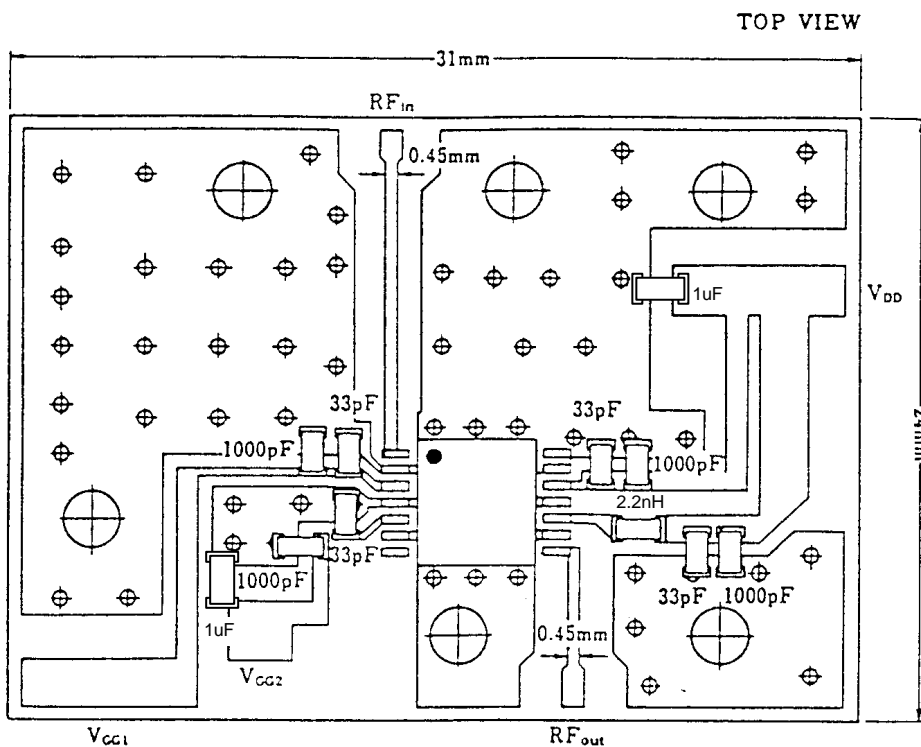 TOP VIEW
31mm
RFin
0.45mm
1uF
VDD
24mm
33pF
33pF
1000pF
1000pF
2.2nH
33pF
1000pF
33pF
1000pF
1uF
0.45mm
VGG2
VGG1
RFout